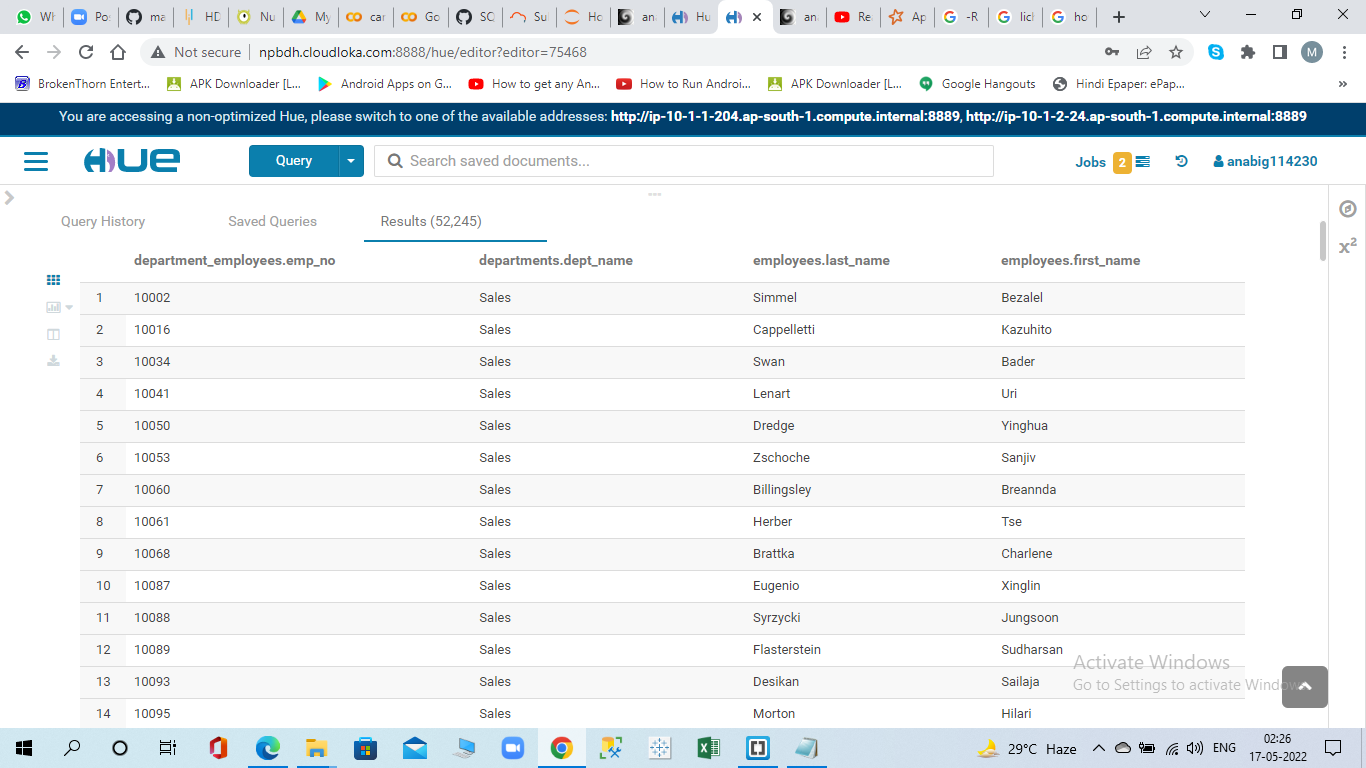 Wh
Po
ma
HD
Nu
My
car
Go
SQ
Su
Ho
an
Hu
an
Re
Ap
-R
licl
ho
Not secure | npbdh.cloudloka.com:8888/hue/editor?editor=75468
M
BrokenThorn Entert...
APK Downloader [L...
Android Apps on G...
How to get any An...
How to Run Androi...
APK Downloader [L...
Google Hangouts
Hindi Epaper: ePap...
»
You are accessing a non-optimized Hue, please switch to one of the available addresses: http://ip-10-1-1-204.ap-south-1.compute.internal:8889, http://ip-10-1-2-24.ap-south-1.compute.internal:8889
HUE
Query
Search saved documents...
Jobs 2
anabig114230
Query History Saved Queries Results (52,245)
x²
department_employees.emp_no departments.dept_name employees.last_name employees.first_name
1 10002 Sales Simmel Bezalel
2 10016 Sales Cappelletti Kazuhito
3 10034 Sales Swan Bader
4 10041 Sales Lenart Uri
5 10050 Sales Dredge Yinghua
6 10053 Sales Zschoche Sanjiv
7 10060 Sales Billingsley Breannda
8 10061 Sales Herber Tse
9 10068 Sales Brattka Charlene
10 10087 Sales Eugenio Xinglin
11 10088 Sales Syrzycki Jungsoon
12 10089 Sales Flasterstein Sudharsan
13 10093 Sales Desikan Sailaja
14 10095 Sales Morton Hilari
Activate Windows
Go to Settings to activate Windows
29°C Haze
ENG
02:26
17-05-2022